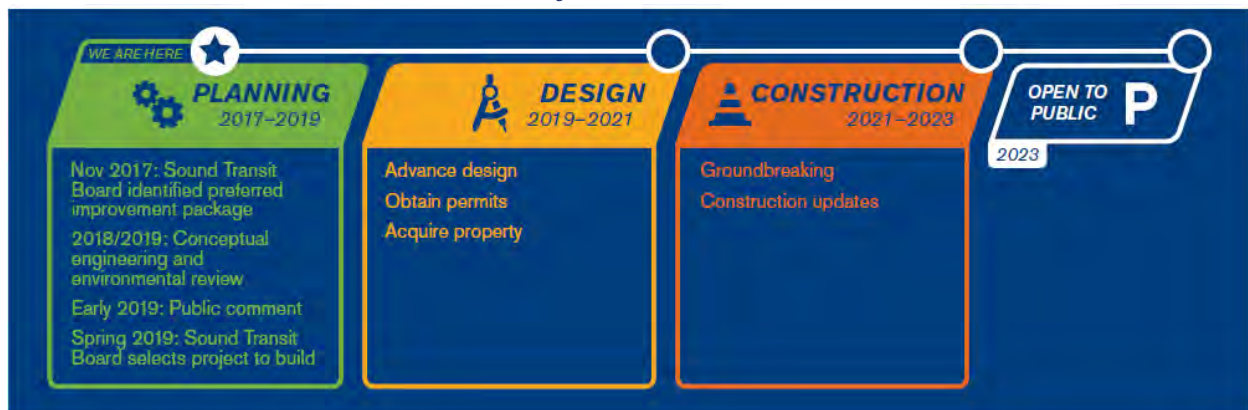 WE ARE HERE
PLANNING
2017–2019
Nov 2017: Sound Transit
Board identified preferred
improvement package
2018/2019: Conceptual
engineering and
environmental review
Early 2019: Public comment
Spring 2019: Sound Transit
Board selects project to build
DESIGN
2019–2021
Advance design
Obtain permits
Acquire property
CONSTRUCTION
2021–2023
Groundbreaking
Construction updates
OPEN TO
PUBLIC
P
2023